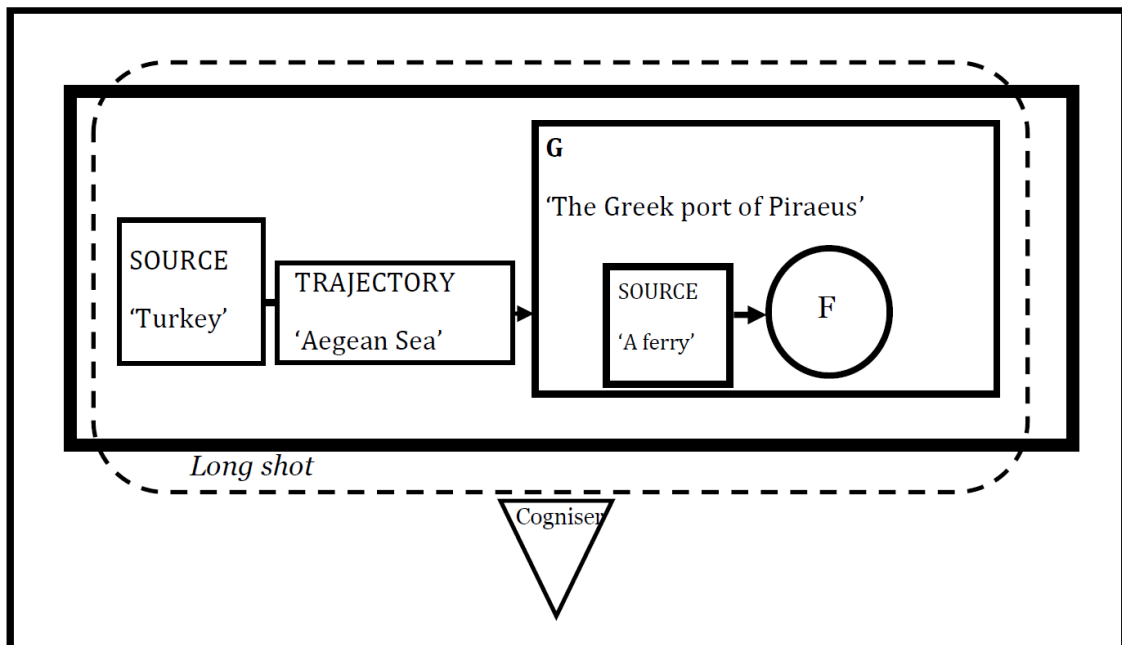 G
‘The Greek port of Piraeus’
SOURCE
‘Turkey’
TRAJECTORY
‘Aegean Sea’
SOURCE
‘A ferry’
F
Long shot
Cogniser